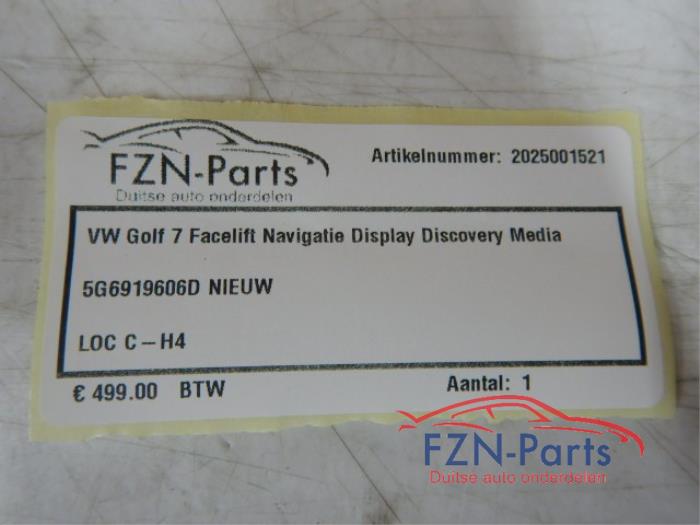 FZN-Parts
Duitse auto onderdelen
Artikelnummer: 2025001521
VW Golf 7 Facelift Navigatie Display Discovery Media
5G6919606D NIEUW
LOC C-H4
€ 499.00 BTW
Aantal: 1
FZN-Parts
Duitse auto onderdelen